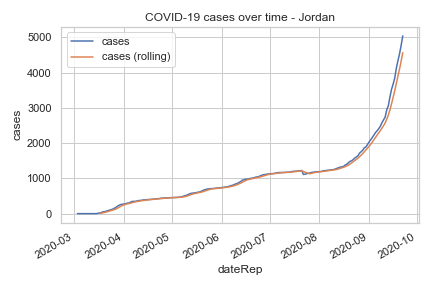 COVID-19 cases over time - Jordan
cases
cases (rolling)
5000
4000
3000
2000
1000
0
cases
2020-03
2020-04
2020-05
2020-06
2020-07
2020-08
2020-09
2020-10
dateRep